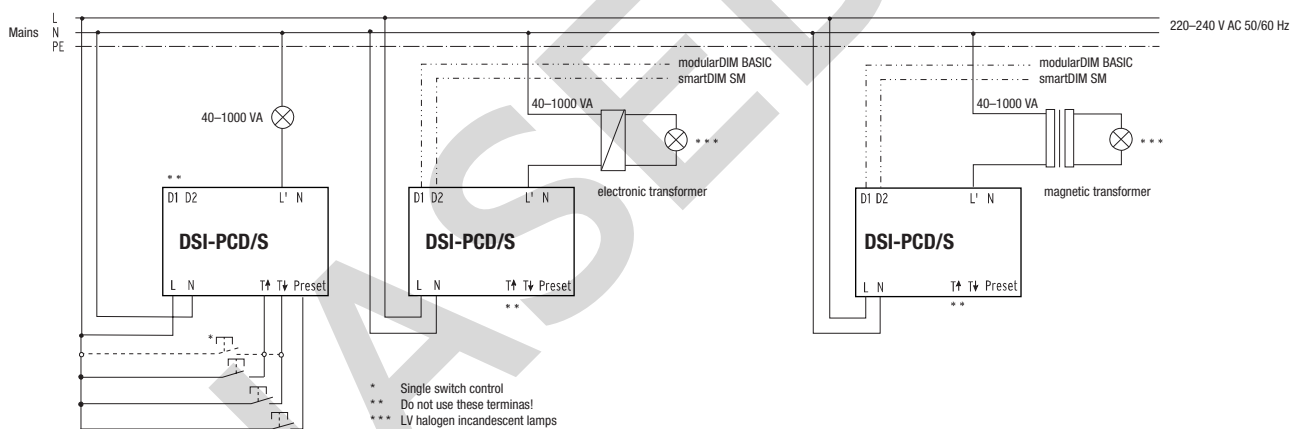 L
Mains N
PE
220–240 V AC 50/60 Hz
modularDIM BASIC
smartDIM SM
modularDIM BASIC
smartDIM SM
40–1000 VA
40–1000 VA
40–1000 VA
* * *
* * *
electronic transformer
magnetic transformer
* *
D1 D2 L' N
D1 D2 L' N
D1 D2 L' N
DSI-PCD/S
DSI-PCD/S
DSI-PCD/S
L N T↑ T↓ Preset
L N T↑ T↓ Preset
L N T↑ T↓ Preset
* *
* *
*
* Single switch control
* * Do not use these terminas!
* * * LV halogen incandescent lamps